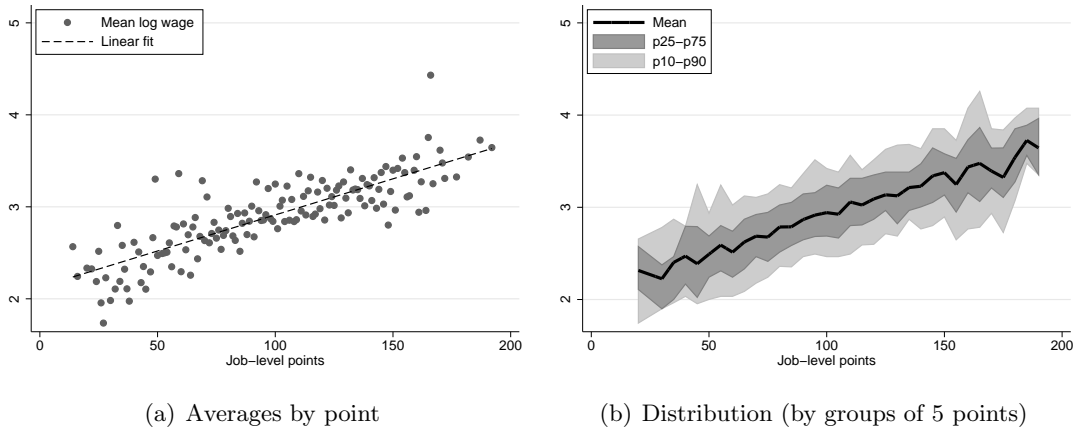 5
4
3
2
Mean log wage
Linear fit
0
50
100
150
200
Job−level points
(a) Averages by point
5
4
3
2
Mean
p25−p75
p10−p90
0
50
100
150
200
Job−level points
(b) Distribution (by groups of 5 points)